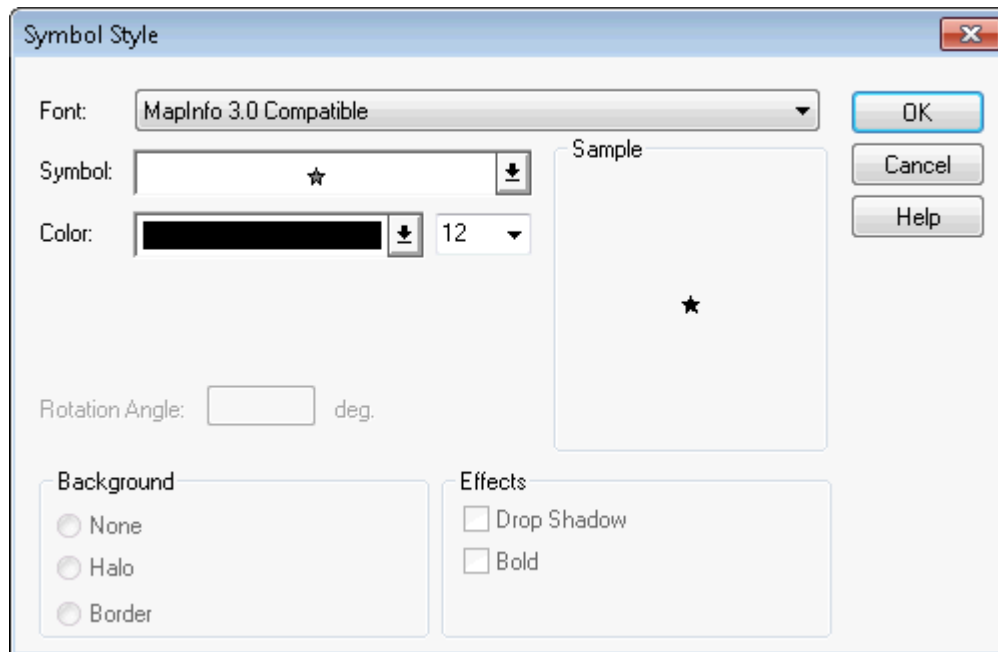 Symbol Style
Font: MapInfo 3.0 Compatible
OK
Symbol:
Sample
Cancel
Color: 12
Help
Rotation Angle: deg.
Background
None
Halo
Border
Effects
Drop Shadow
Bold